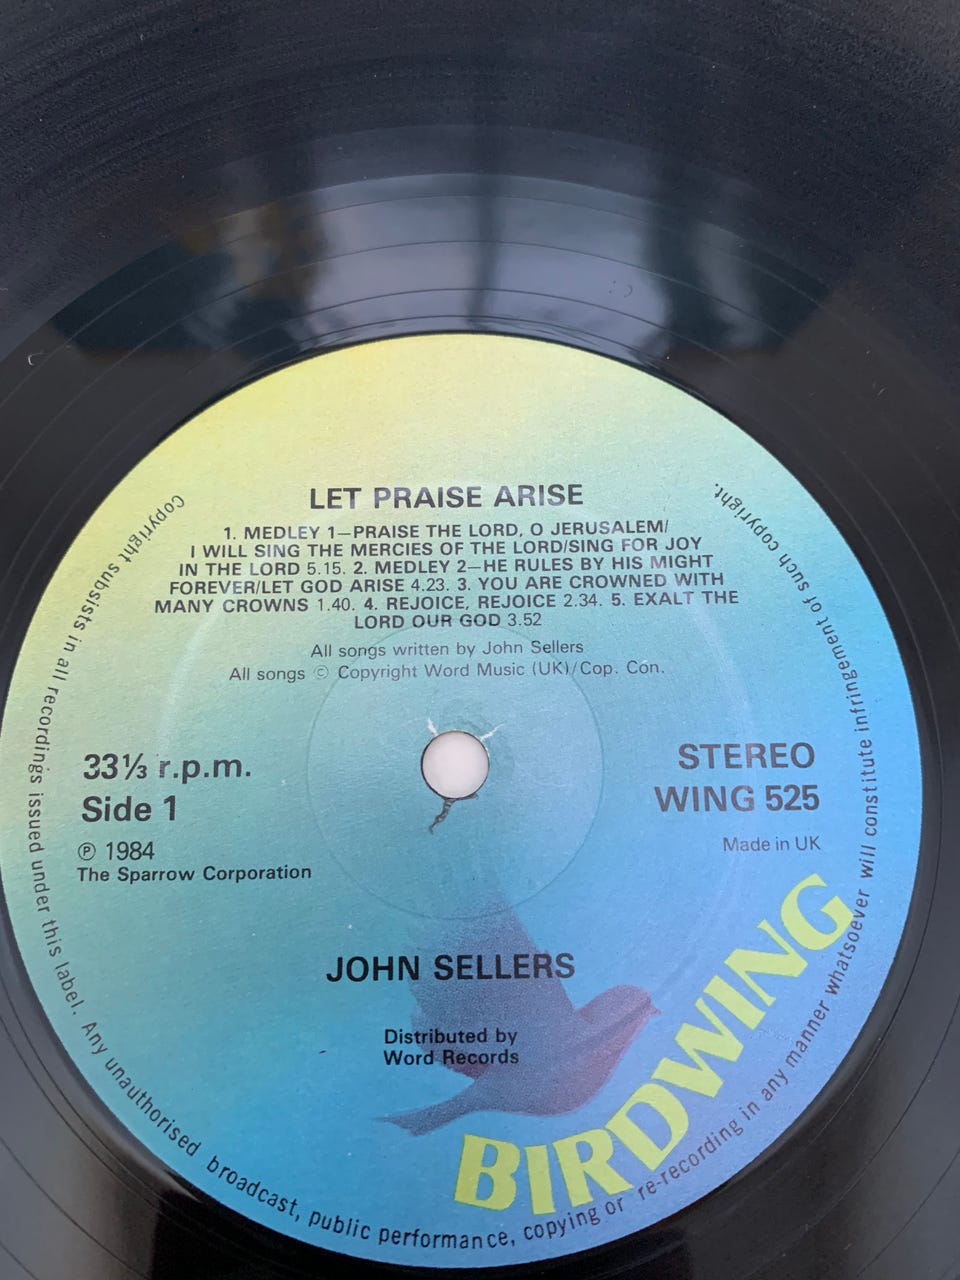 LET PRAISE ARISE
1. MEDLEY 1—PRAISE THE LORD, O JERUSALEM/
I WILL SING THE MERCIES OF THE LORD/SING FOR JOY
IN THE LORD 5.15. 2. MEDLEY 2—HE RULES BY HIS MIGHT
FOREVER/LET GOD ARISE 4.23. 3. YOU ARE CROWNED WITH
MANY CROWNS 1.40. 4. REJOICE, REJOICE 2.34. 5. EXALT THE
LORD OUR GOD 3.52
All songs written by John Sellers
All songs © Copyright Word Music (UK)/Cop. Con.
33⅓ r.p.m.
Side 1
℗ 1984
The Sparrow Corporation
STEREO
WING 525
Made in UK
JOHN SELLERS
Distributed by
Word Records
BIRDWING
Copyright subsists in all recordings issued under this label. Any unauthorised broadcast, public performance, copying or re-recording in any manner whatsoever will constitute infringement of such copyright.